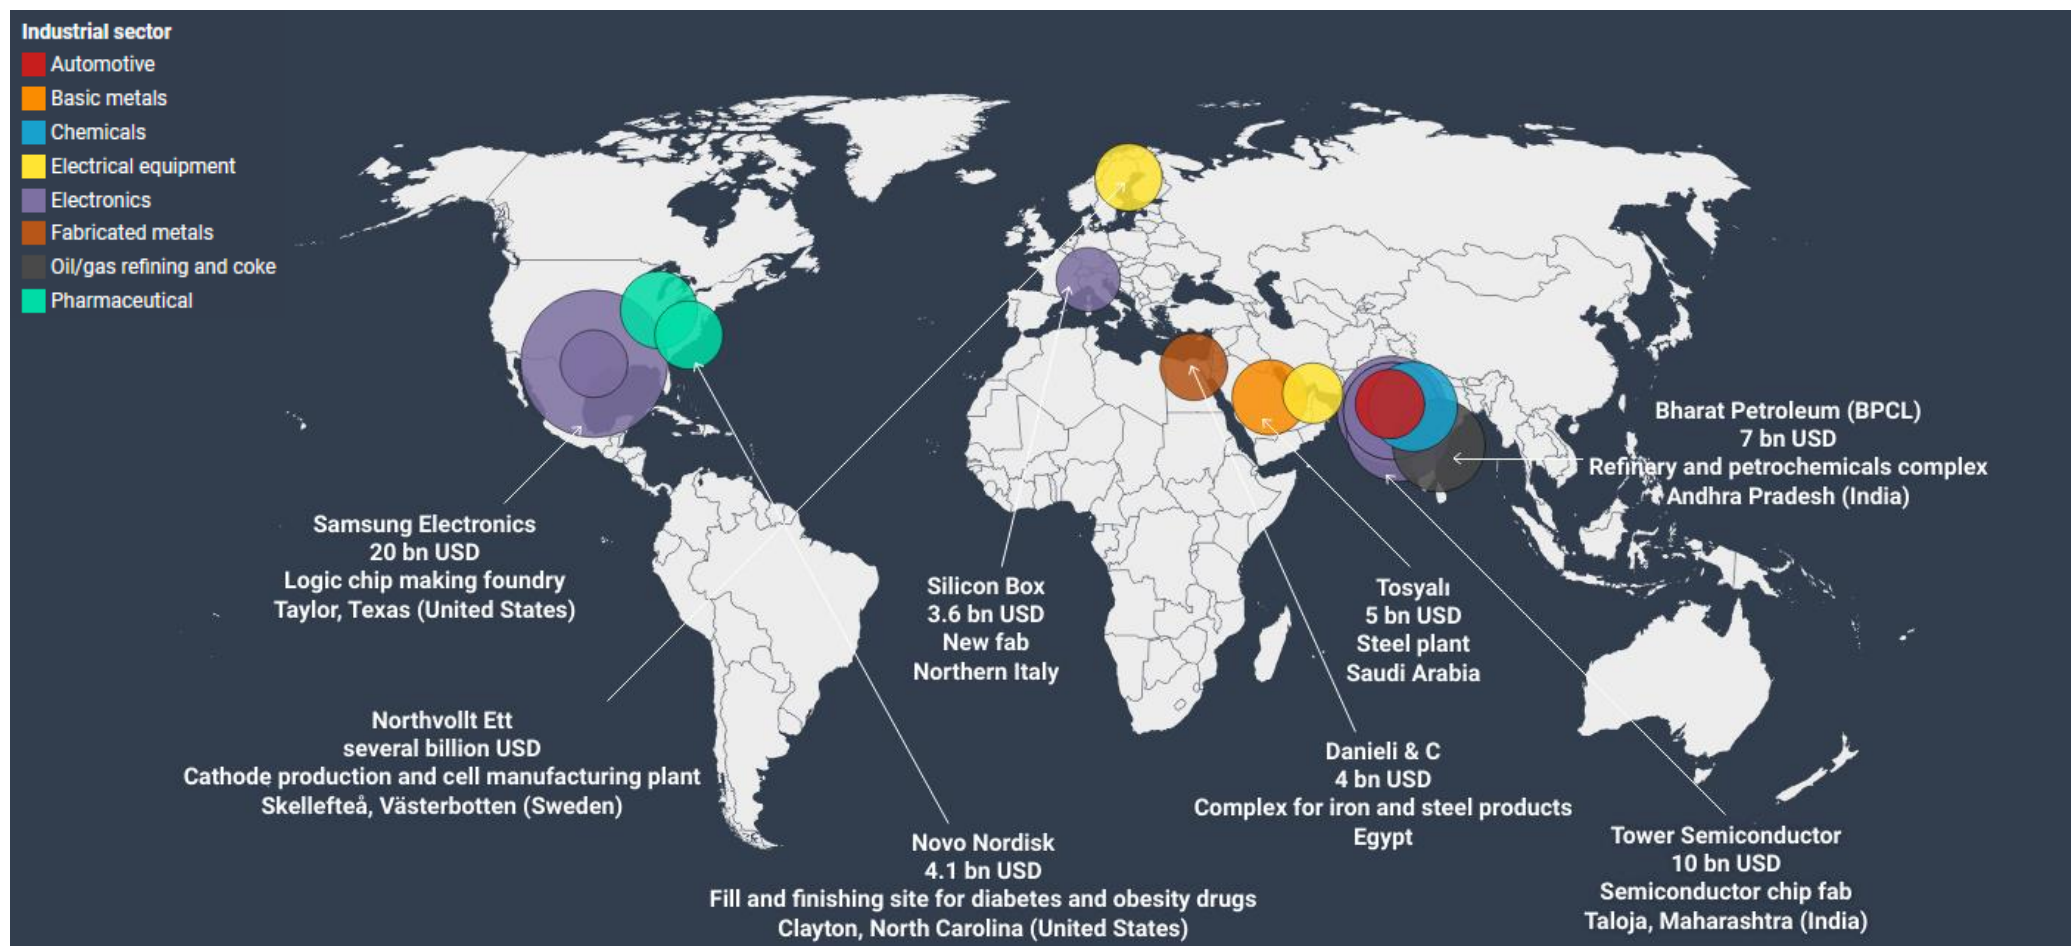 Industrial sector
Automotive
Basic metals
Chemicals
Electrical equipment
Electronics
Fabricated metals
Oil/gas refining and coke
Pharmaceutical
Bharat Petroleum (BPCL)
7 bn USD
Refinery and petrochemicals complex
Andhra Pradesh (India)
Samsung Electronics
20 bn USD
Logic chip making foundry
Taylor, Texas (United States)
Silicon Box
3.6 bn USD
New fab
Northern Italy
Tosyalı
5 bn USD
Steel plant
Saudi Arabia
Northvollt Ett
several billion USD
Cathode production and cell manufacturing plant
Skellefteå, Västerbotten (Sweden)
Danieli & C
4 bn USD
Complex for iron and steel products
Egypt
Novo Nordisk
4.1 bn USD
Fill and finishing site for diabetes and obesity drugs
Clayton, North Carolina (United States)
Tower Semiconductor
10 bn USD
Semiconductor chip fab
Taloja, Maharashtra (India)